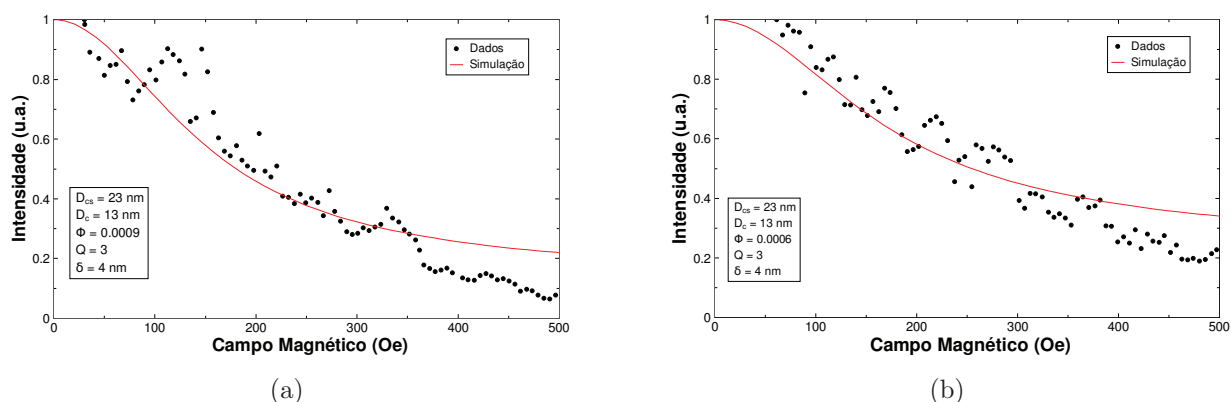 1
0.8
0.6
0.4
0.2
0
0 100 200 300 400 500
Intensidade (u.a.)
Campo Magnético (Oe)
Dados
Simulação
D_cs = 23 nm
D_c = 13 nm
Φ = 0.0009
Q = 3
δ = 4 nm
(a)
1
0.8
0.6
0.4
0.2
0
0 100 200 300 400 500
Intensidade (u.a.)
Campo Magnético (Oe)
Dados
Simulação
D_cs = 23 nm
D_c = 13 nm
Φ = 0.0006
Q = 3
δ = 4 nm
(b)